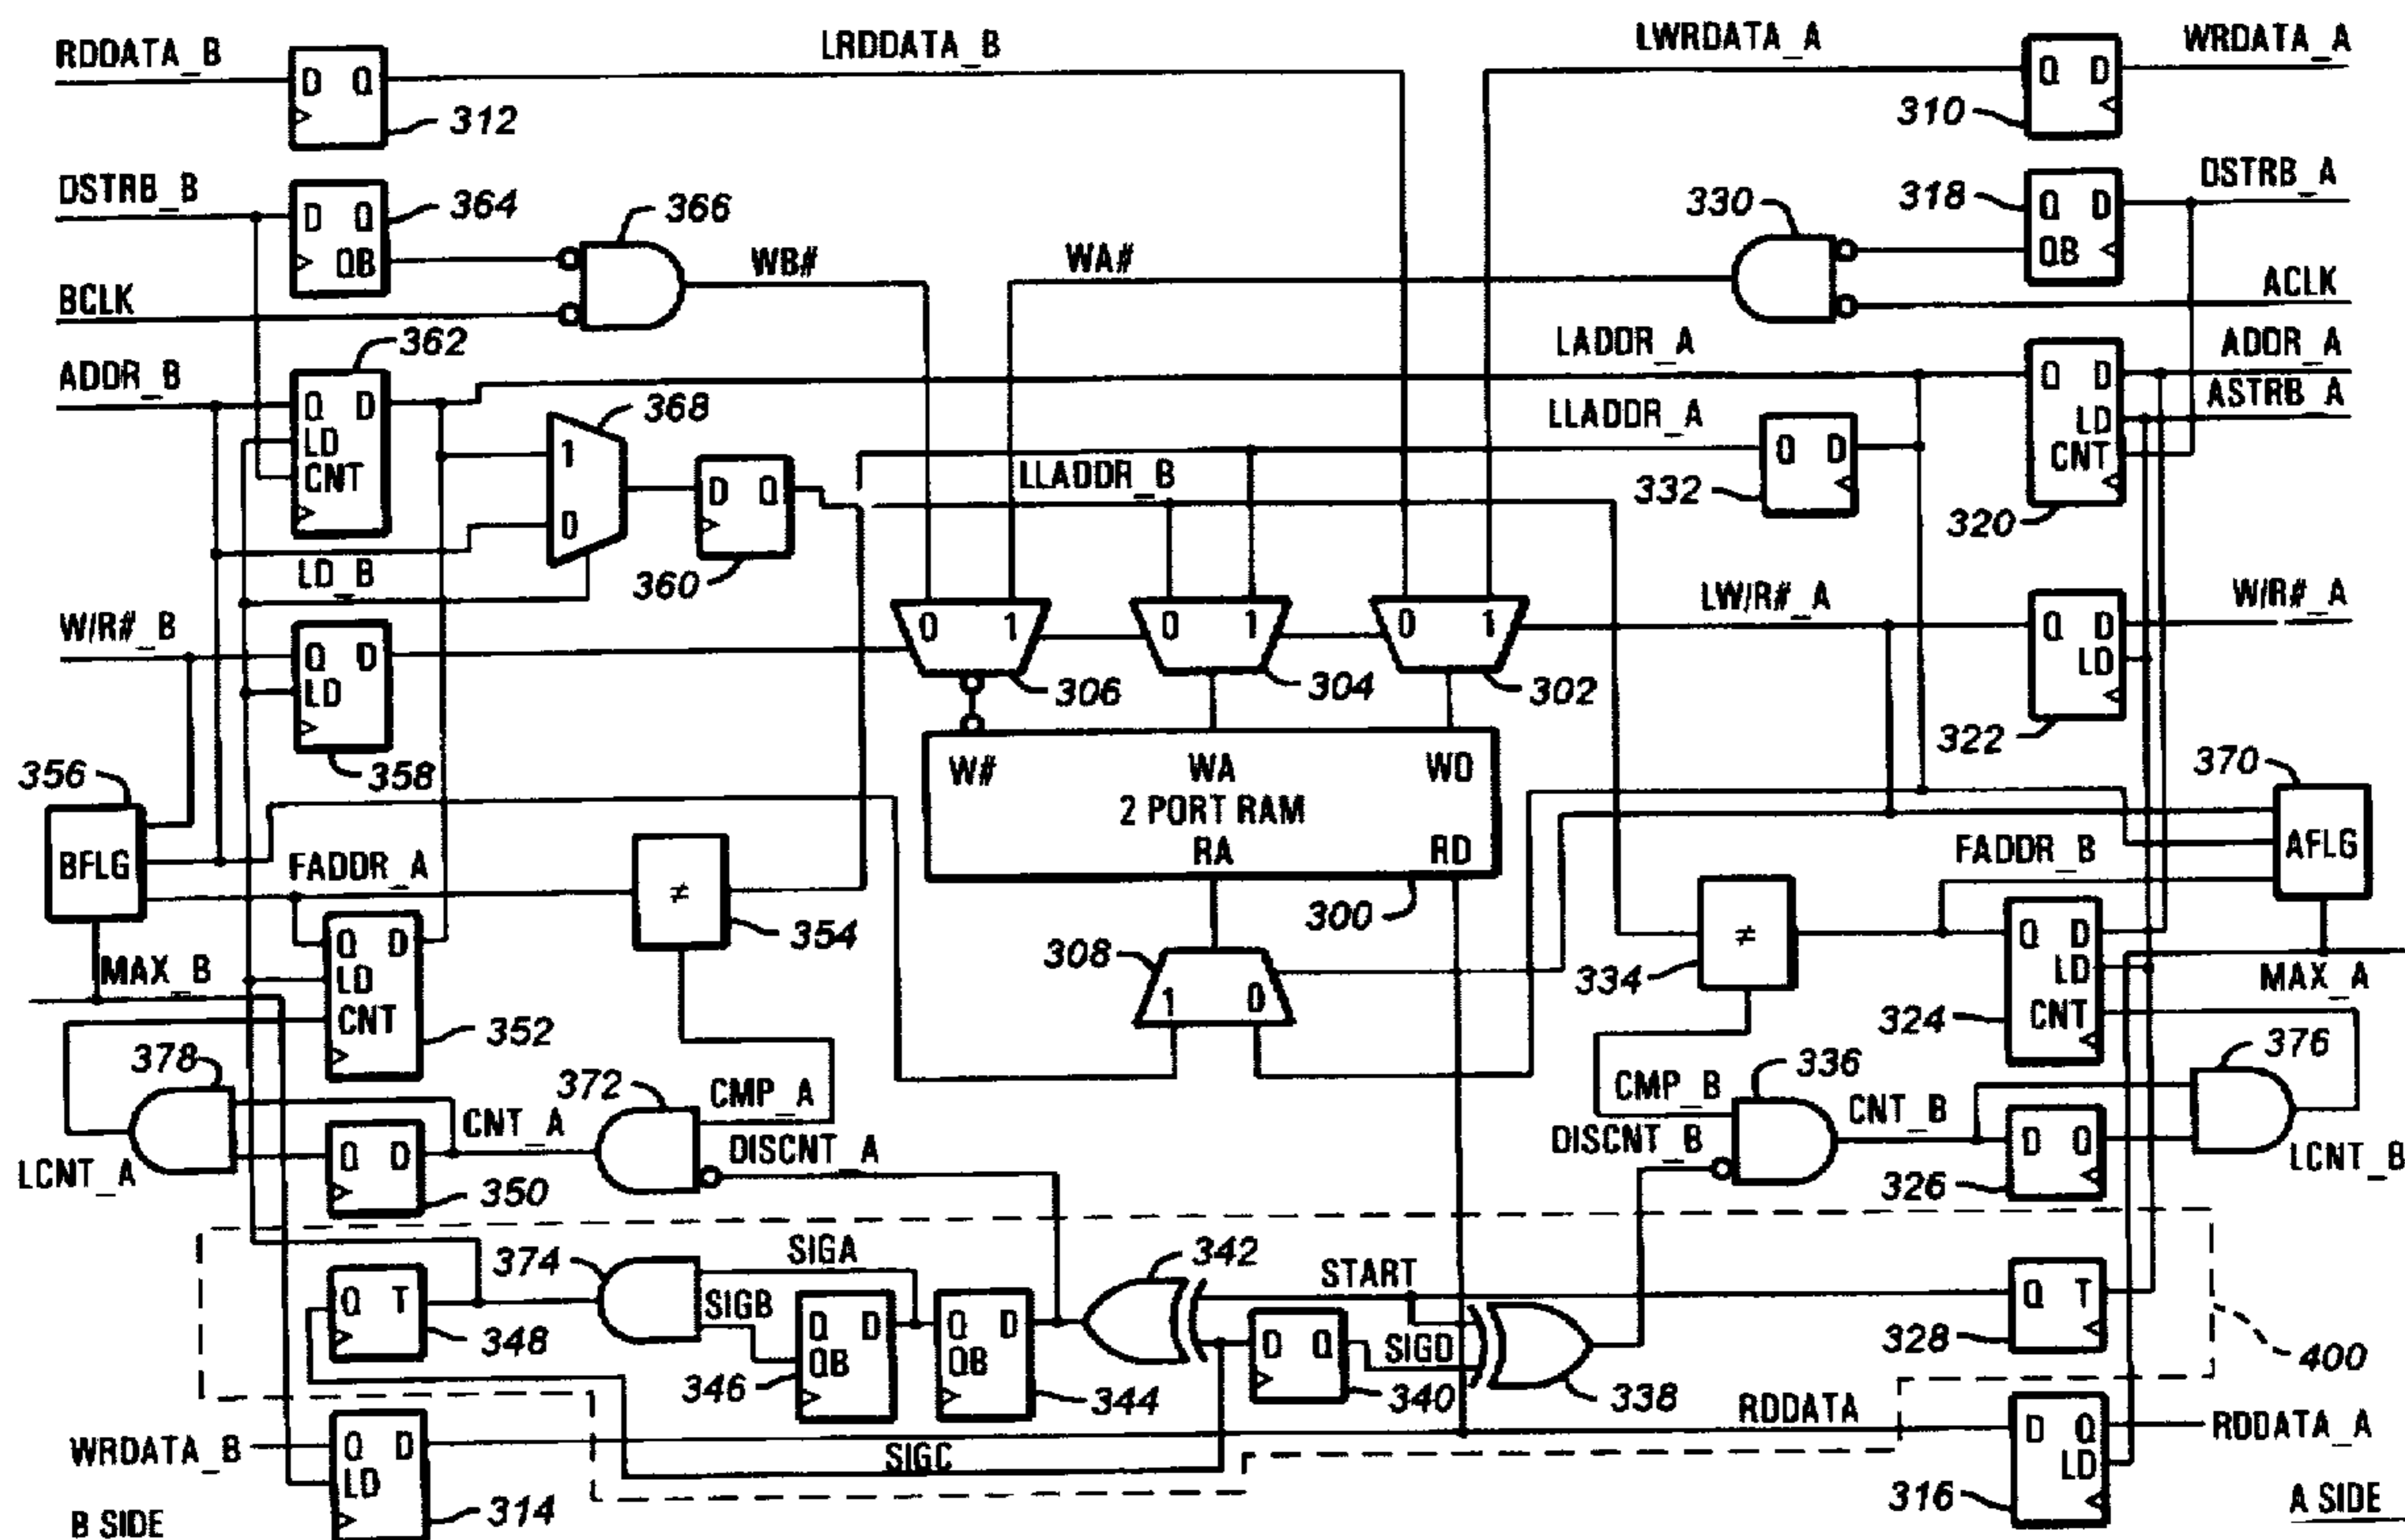 RDDATA_B LRDDATA_B LWRDATA_A WRDATA_A
D Q Q D
312 310
DSTRB_B DSTRB_A
D Q 364 366 330 318 Q D
QB WB# WA# QB
BCLK ACLK
362 LADDR_A ADDR_A
ADDR_B 368 ASTRB_A
Q D Q D
LD LLADDR_A LD
CNT 1 D Q LLADDR_B Q D CNT
0 332 320
LD_B 360
W/R#_B LW/R#_A W/R#_A
Q D 0 1 0 1 0 1 Q D
LD 306 304 302 LD
358 322
356 W# WA WD 370
2 PORT RAM
BFLG FADDR_A RA RD FADDR_B AFLG
≠ 354 300 ≠
Q D 308 334 Q D
MAX_B LD LD MAX_A
CNT 1 0 CNT
352 324
378 372 CMP_A CMP_B 336 376
CNT_A DISCNT_A DISCNT_B CNT_B
LCNT_A Q D D Q LCNT_B
350 326
374 SIGA 342 START
Q T SIGB Q D Q D Q T
348 QB QB D Q SIGD 328 400
346 344 340 338
RDDATA
WRDATA_B Q D SIGC D Q RDDATA_A
LD LD
314 316
B SIDE A SIDE